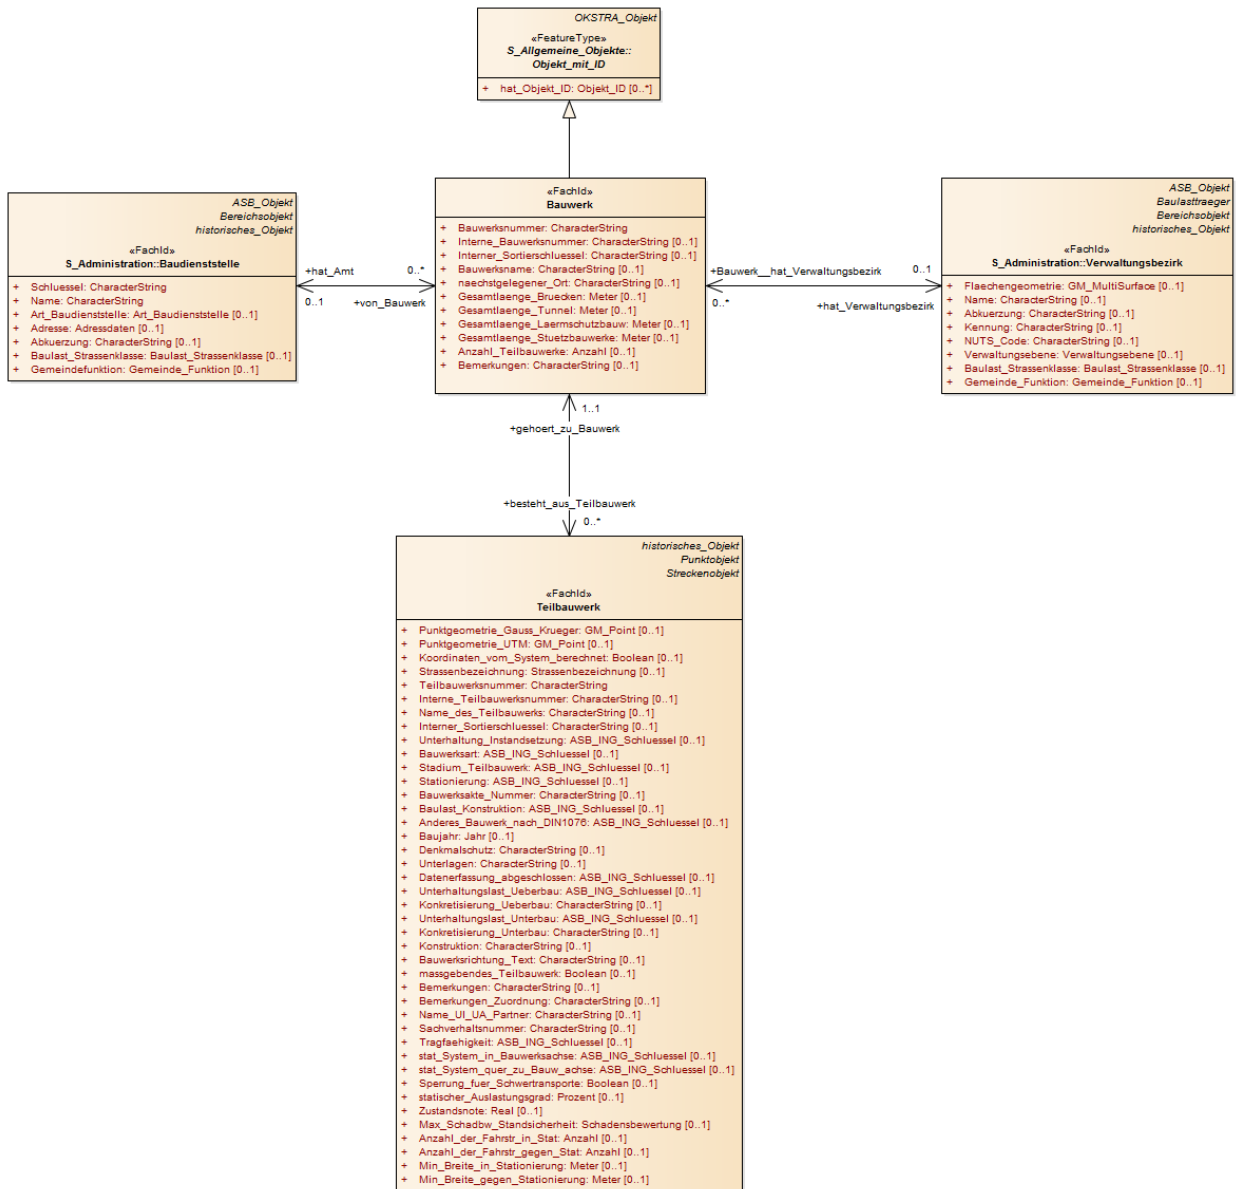 OKSTRA_Objekt
«FeatureType»
S_Allgemeine_Objekte::
Objekt_mit_ID
+ hat_Objekt_ID: Objekt_ID [0..*]
ASB_Objekt
Bereichsobjekt
historisches_Objekt
«FachId»
S_Administration::Baudienststelle
+ Schluessel: CharacterString
+ Name: CharacterString
+ Art_Baudienststelle: Art_Baudienststelle [0..1]
+ Adresse: Adressdaten [0..1]
+ Abkuerzung: CharacterString [0..1]
+ Baulast_Strassenklasse: Baulast_Strassenklasse [0..1]
+ Gemeindefunktion: Gemeinde_Funktion [0..1]
+hat_Amt 0..*
0..1 +von_Bauwerk
«FachId»
Bauwerk
+ Bauwerksnummer: CharacterString
+ Interne_Bauwerksnummer: CharacterString [0..1]
+ Interner_Sortierschluessel: CharacterString [0..1]
+ Bauwerksname: CharacterString [0..1]
+ naechstgelegener_Ort: CharacterString [0..1]
+ Gesamtlaenge_Bruecken: Meter [0..1]
+ Gesamtlaenge_Tunnel: Meter [0..1]
+ Gesamtlaenge_Laermschutzbauw: Meter [0..1]
+ Gesamtlaenge_Stuetzbauwerke: Meter [0..1]
+ Anzahl_Teilbauwerke: Anzahl [0..1]
+ Bemerkungen: CharacterString [0..1]
+Bauwerk__hat_Verwaltungsbezirk 0..1
0..* +hat_Verwaltungsbezirk
ASB_Objekt
Baulasttraeger
Bereichsobjekt
historisches_Objekt
«FachId»
S_Administration::Verwaltungsbezirk
+ Flaechengeometrie: GM_MultiSurface [0..1]
+ Name: CharacterString [0..1]
+ Abkuerzung: CharacterString [0..1]
+ Kennung: CharacterString [0..1]
+ NUTS_Code: CharacterString [0..1]
+ Verwaltungsebene: Verwaltungsebene [0..1]
+ Baulast_Strassenklasse: Baulast_Strassenklasse [0..1]
+ Gemeinde_Funktion: Gemeinde_Funktion [0..1]
1..1
+gehoert_zu_Bauwerk
+besteht_aus_Teilbauwerk
0..*
historisches_Objekt
Punktobjekt
Streckenobjekt
«FachId»
Teilbauwerk
+ Punktgeometrie_Gauss_Krueger: GM_Point [0..1]
+ Punktgeometrie_UTM: GM_Point [0..1]
+ Koordinaten_vom_System_berechnet: Boolean [0..1]
+ Strassenbezeichnung: Strassenbezeichnung [0..1]
+ Teilbauwerksnummer: CharacterString
+ Interne_Teilbauwerksnummer: CharacterString [0..1]
+ Name_des_Teilbauwerks: CharacterString [0..1]
+ Interner_Sortierschluessel: CharacterString [0..1]
+ Unterhaltung_Instandsetzung: ASB_ING_Schluessel [0..1]
+ Bauwerksart: ASB_ING_Schluessel [0..1]
+ Stadium_Teilbauwerk: ASB_ING_Schluessel [0..1]
+ Stationierung: ASB_ING_Schluessel [0..1]
+ Bauwerksakte_Nummer: CharacterString [0..1]
+ Baulast_Konstruktion: ASB_ING_Schluessel [0..1]
+ Anderes_Bauwerk_nach_DIN1076: ASB_ING_Schluessel [0..1]
+ Baujahr: Jahr [0..1]
+ Denkmalschutz: CharacterString [0..1]
+ Unterlagen: CharacterString [0..1]
+ Datenerfassung_abgeschlossen: ASB_ING_Schluessel [0..1]
+ Unterhaltungslast_Ueberbau: ASB_ING_Schluessel [0..1]
+ Konkretisierung_Ueberbau: CharacterString [0..1]
+ Unterhaltungslast_Unterbau: ASB_ING_Schluessel [0..1]
+ Konkretisierung_Unterbau: CharacterString [0..1]
+ Konstruktion: CharacterString [0..1]
+ Bauwerksrichtung_Text: CharacterString [0..1]
+ massgebendes_Teilbauwerk: Boolean [0..1]
+ Bemerkungen: CharacterString [0..1]
+ Bemerkungen_Zuordnung: CharacterString [0..1]
+ Name_UI_UA_Partner: CharacterString [0..1]
+ Sachverhaltsnummer: CharacterString [0..1]
+ Tragfaehigkeit: ASB_ING_Schluessel [0..1]
+ stat_System_in_Bauwerksachse: ASB_ING_Schluessel [0..1]
+ stat_System_quer_zu_Bauw_achse: ASB_ING_Schluessel [0..1]
+ Sperrung_fuer_Schwertransporte: Boolean [0..1]
+ statischer_Auslastungsgrad: Prozent [0..1]
+ Zustandsnote: Real [0..1]
+ Max_Schadbw_Standsicherheit: Schadensbewertung [0..1]
+ Anzahl_der_Fahrstr_in_Stat: Anzahl [0..1]
+ Anzahl_der_Fahrstr_gegen_Stat: Anzahl [0..1]
+ Min_Breite_in_Stationierung: Meter [0..1]
+ Min_Breite_gegen_Stationierung: Meter [0..1]